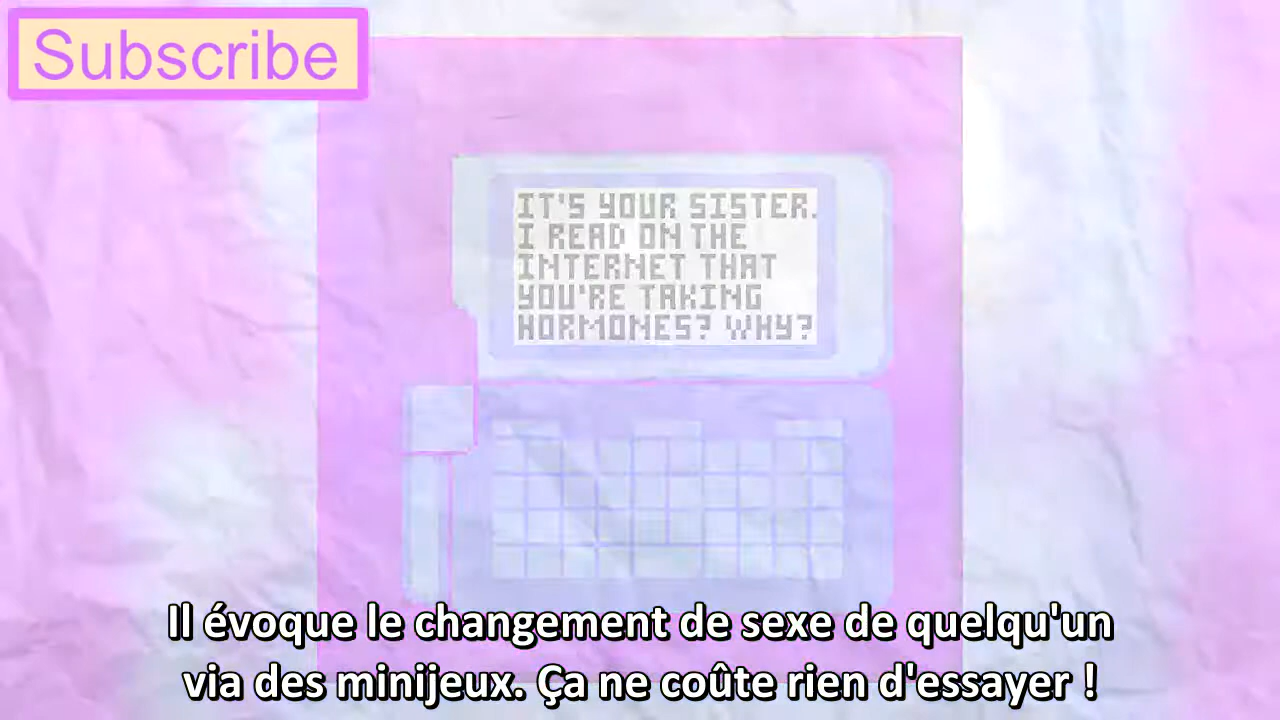 Subscribe
IT'S YOUR SISTER.
I READ ON THE
INTERNET THAT
YOU'RE TAKING
HORMONES? WHY?
Il évoque le changement de sexe de quelqu'un
via des minijeux. Ça ne coûte rien d'essayer !